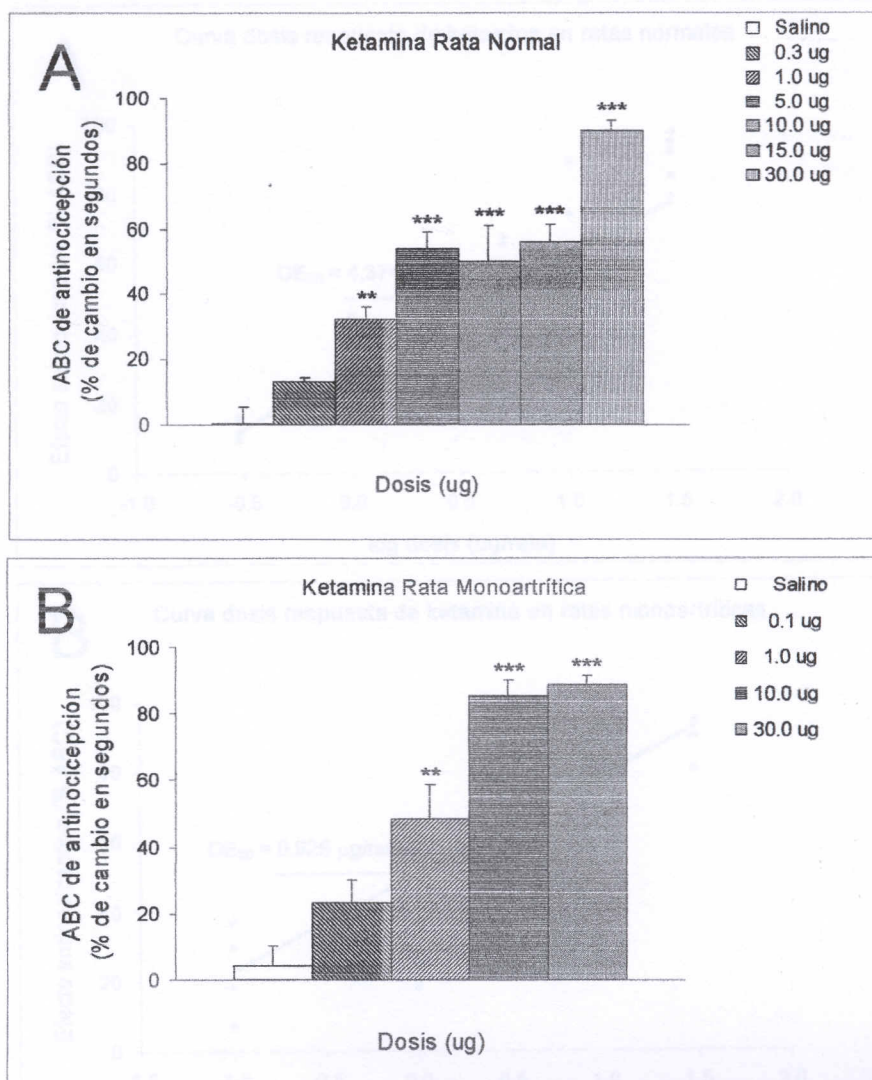 A
Ketamina Rata Normal
Salino
0.3 ug
1.0 ug
5.0 ug
10.0 ug
15.0 ug
30.0 ug
ABC de antinocicepción
(% de cambio en segundos)
100
80
60
40
20
0
**
***
***
***
***
Dosis (ug)
B
Ketamina Rata Monoartrítica
Salino
0.1 ug
1.0 ug
10.0 ug
30.0 ug
ABC de antinocicepción
(% de cambio en segundos)
100
80
60
40
20
0
**
***
***
Dosis (ug)